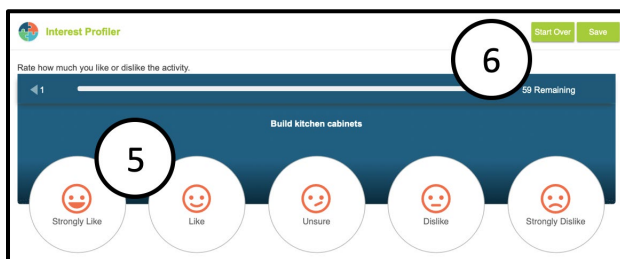 Interest Profiler
Start Over Save
6
Rate how much you like or dislike the activity.
1
59 Remaining
Build kitchen cabinets
5
Strongly Like Like Unsure Dislike Strongly Dislike